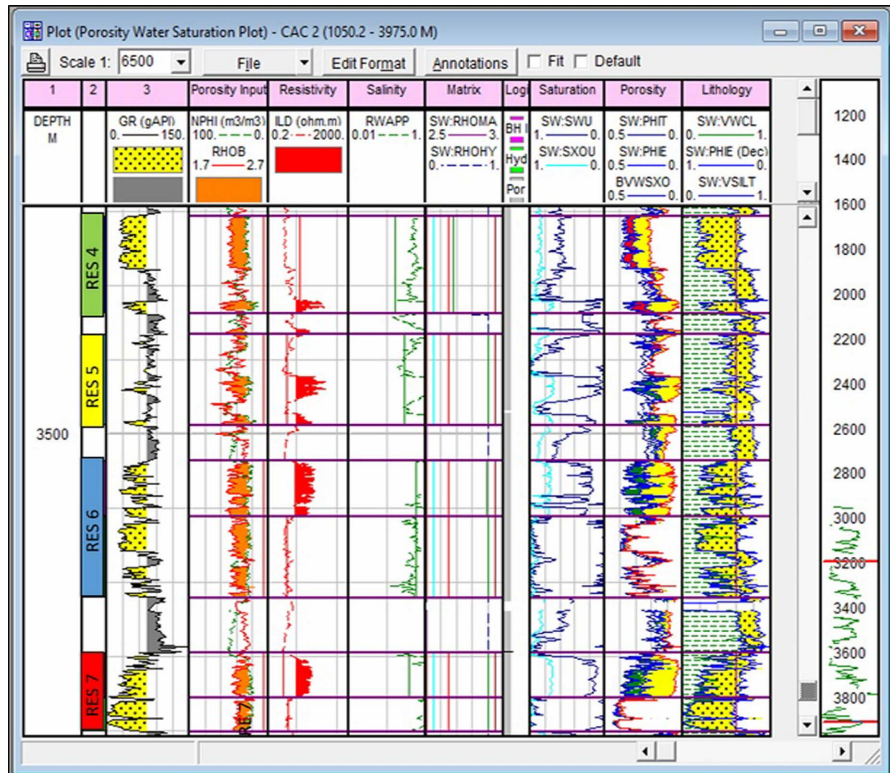 Plot (Porosity Water Saturation Plot) - CAC 2 (1050.2 - 3975.0 M)
Scale 1: 6500 File Edit Format Annotations Fit Default
1 2 3 Porosity Input Resistivity Salinity Matrix Logi Saturation Porosity Lithology
DEPTH GR (gAPI) NPHI (m3/m3) ILD (ohm.m) RWAPP SW:RHOMA BH I SW:SWU SW:PHIT SW:VWCL
M 0. 150. 100. 0. 0.2 2000. 0.01 1. 2.5 3. 1. 0. 0.5 0. 0. 1.
RHOB SW:RHOHY Hyd SW:SXOU SW:PHIE SW:PHIE (Dec)
1.7 2.7 0. 1. 1. 0. 0.5 0. 1. 0.
Por BVWSXO SW:VSILT
0.5 0. 0. 1.
RES 4
RES 5
3500
RES 6
RES 7
1200
1400
1600
1800
2000
2200
2400
2600
2800
3000
3200
3400
3600
3800